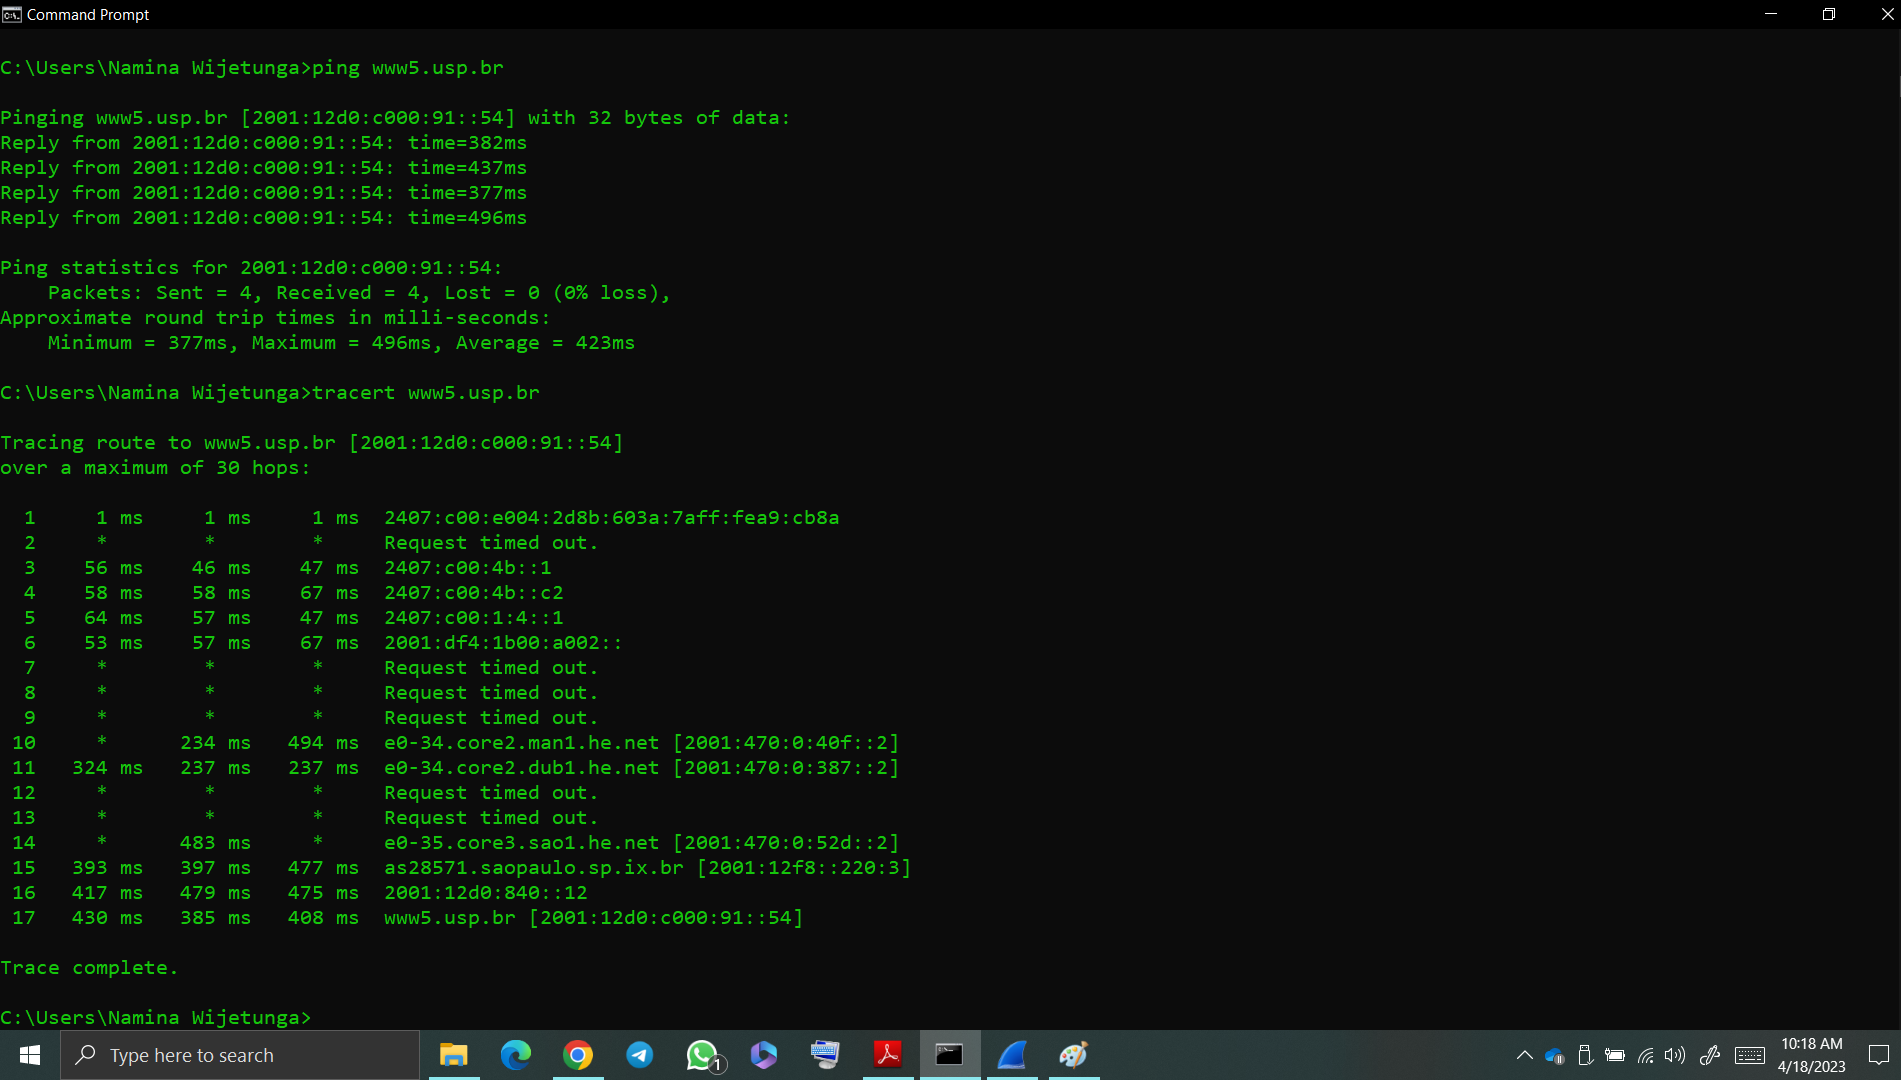 Command Prompt
C:\Users\Namina Wijetunga>ping www5.usp.br
Pinging www5.usp.br [2001:12d0:c000:91::54] with 32 bytes of data:
Reply from 2001:12d0:c000:91::54: time=382ms
Reply from 2001:12d0:c000:91::54: time=437ms
Reply from 2001:12d0:c000:91::54: time=377ms
Reply from 2001:12d0:c000:91::54: time=496ms
Ping statistics for 2001:12d0:c000:91::54:
    Packets: Sent = 4, Received = 4, Lost = 0 (0% loss),
Approximate round trip times in milli-seconds:
    Minimum = 377ms, Maximum = 496ms, Average = 423ms
C:\Users\Namina Wijetunga>tracert www5.usp.br
Tracing route to www5.usp.br [2001:12d0:c000:91::54]
over a maximum of 30 hops:
  1     1 ms     1 ms     1 ms  2407:c00:e004:2d8b:603a:7aff:fea9:cb8a
  2     *        *        *     Request timed out.
  3    56 ms    46 ms    47 ms  2407:c00:4b::1
  4    58 ms    58 ms    67 ms  2407:c00:4b::c2
  5    64 ms    57 ms    47 ms  2407:c00:1:4::1
  6    53 ms    57 ms    67 ms  2001:df4:1b00:a002::
  7     *        *        *     Request timed out.
  8     *        *        *     Request timed out.
  9     *        *        *     Request timed out.
 10     *      234 ms   494 ms  e0-34.core2.man1.he.net [2001:470:0:40f::2]
 11   324 ms   237 ms   237 ms  e0-34.core2.dub1.he.net [2001:470:0:387::2]
 12     *        *        *     Request timed out.
 13     *        *        *     Request timed out.
 14     *      483 ms     *     e0-35.core3.sao1.he.net [2001:470:0:52d::2]
 15   393 ms   397 ms   477 ms  as28571.saopaulo.sp.ix.br [2001:12f8::220:3]
 16   417 ms   479 ms   475 ms  2001:12d0:840::12
 17   430 ms   385 ms   408 ms  www5.usp.br [2001:12d0:c000:91::54]
Trace complete.
C:\Users\Namina Wijetunga>
Type here to search
1
10:18 AM
4/18/2023